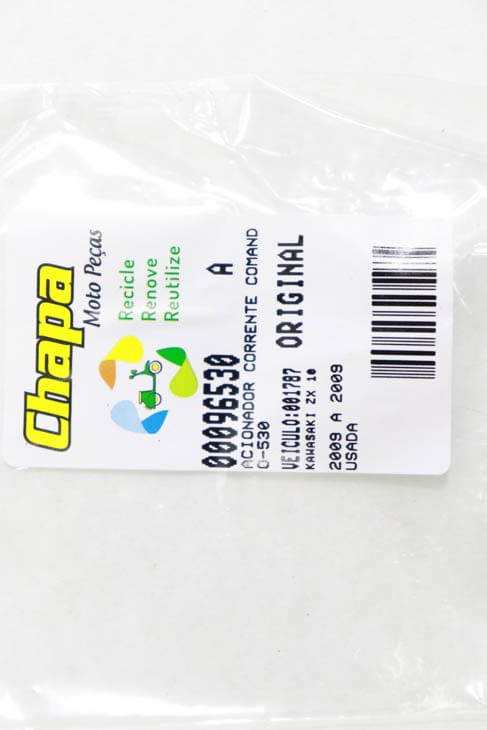 Chapa
Moto Peças
Recicle
Renove
Reutilize
00096530 A
ACIONADOR CORRENTE COMAND
O-530
VEICULO:001787 ORIGINAL
KAWASAKI ZX 10
2009 A 2009
USADA